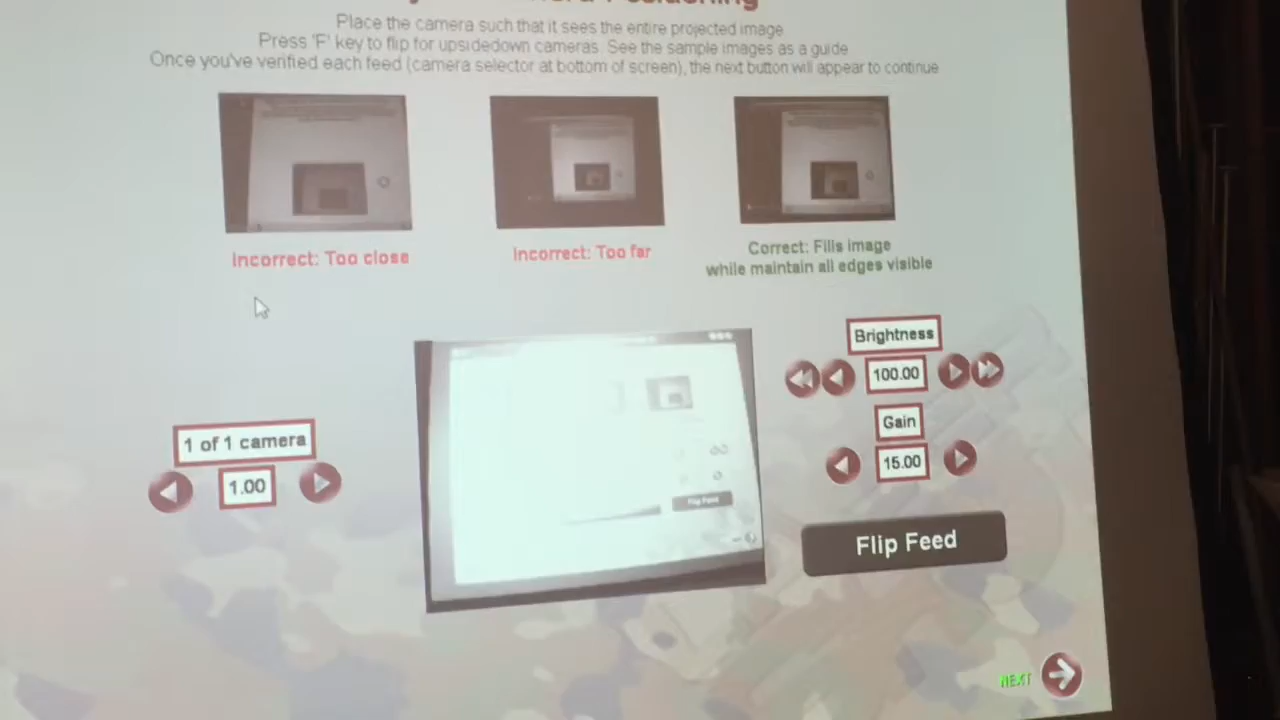 Place the camera such that it sees the entire projected image
Press 'F' key to flip for upsidedown cameras. See the sample images as a guide
Once you've verified each feed (camera selector at bottom of screen), the next button will appear to continue
Incorrect: Too close
Incorrect: Too far
Correct: Fills image
while maintain all edges visible
Brightness
100.00
Gain
15.00
1 of 1 camera
1.00
Flip Feed
Flip Feed
NEXT